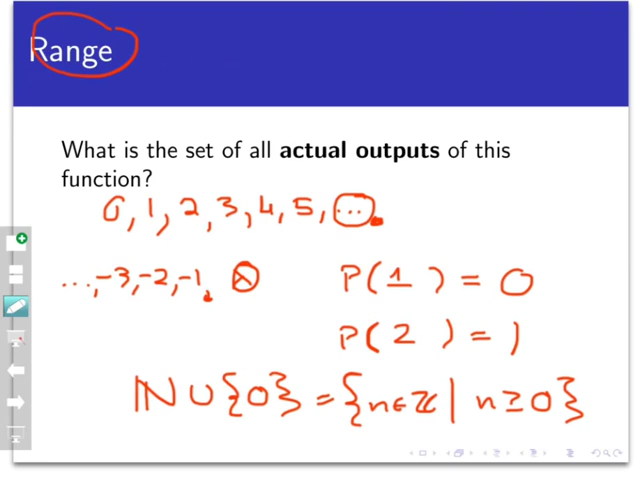 Range
What is the set of all actual outputs of this
function?
0, 1, 2, 3, 4, 5, ...
..., -3, -2, -1
P(1) = 0
P(2) = 1
ℕ ∪ {0} = {n ∈ ℤ | n ≥ 0}